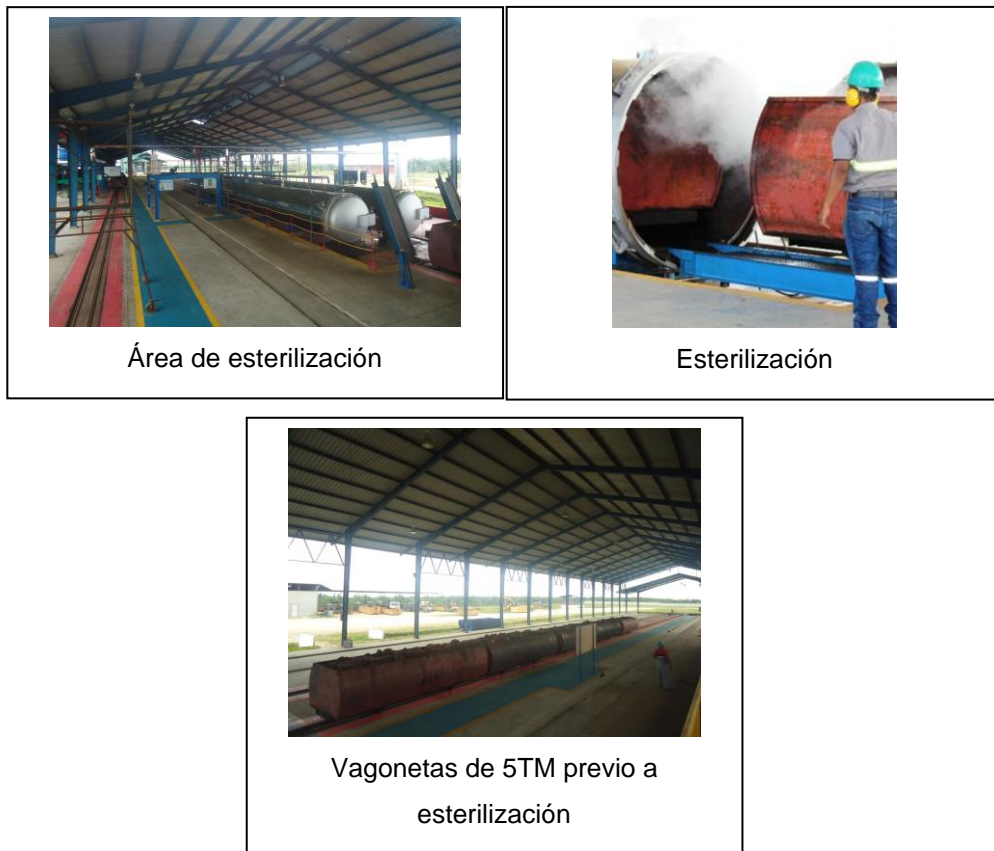 Área de esterilización
Esterilización
Vagonetas de 5TM previo a
esterilización